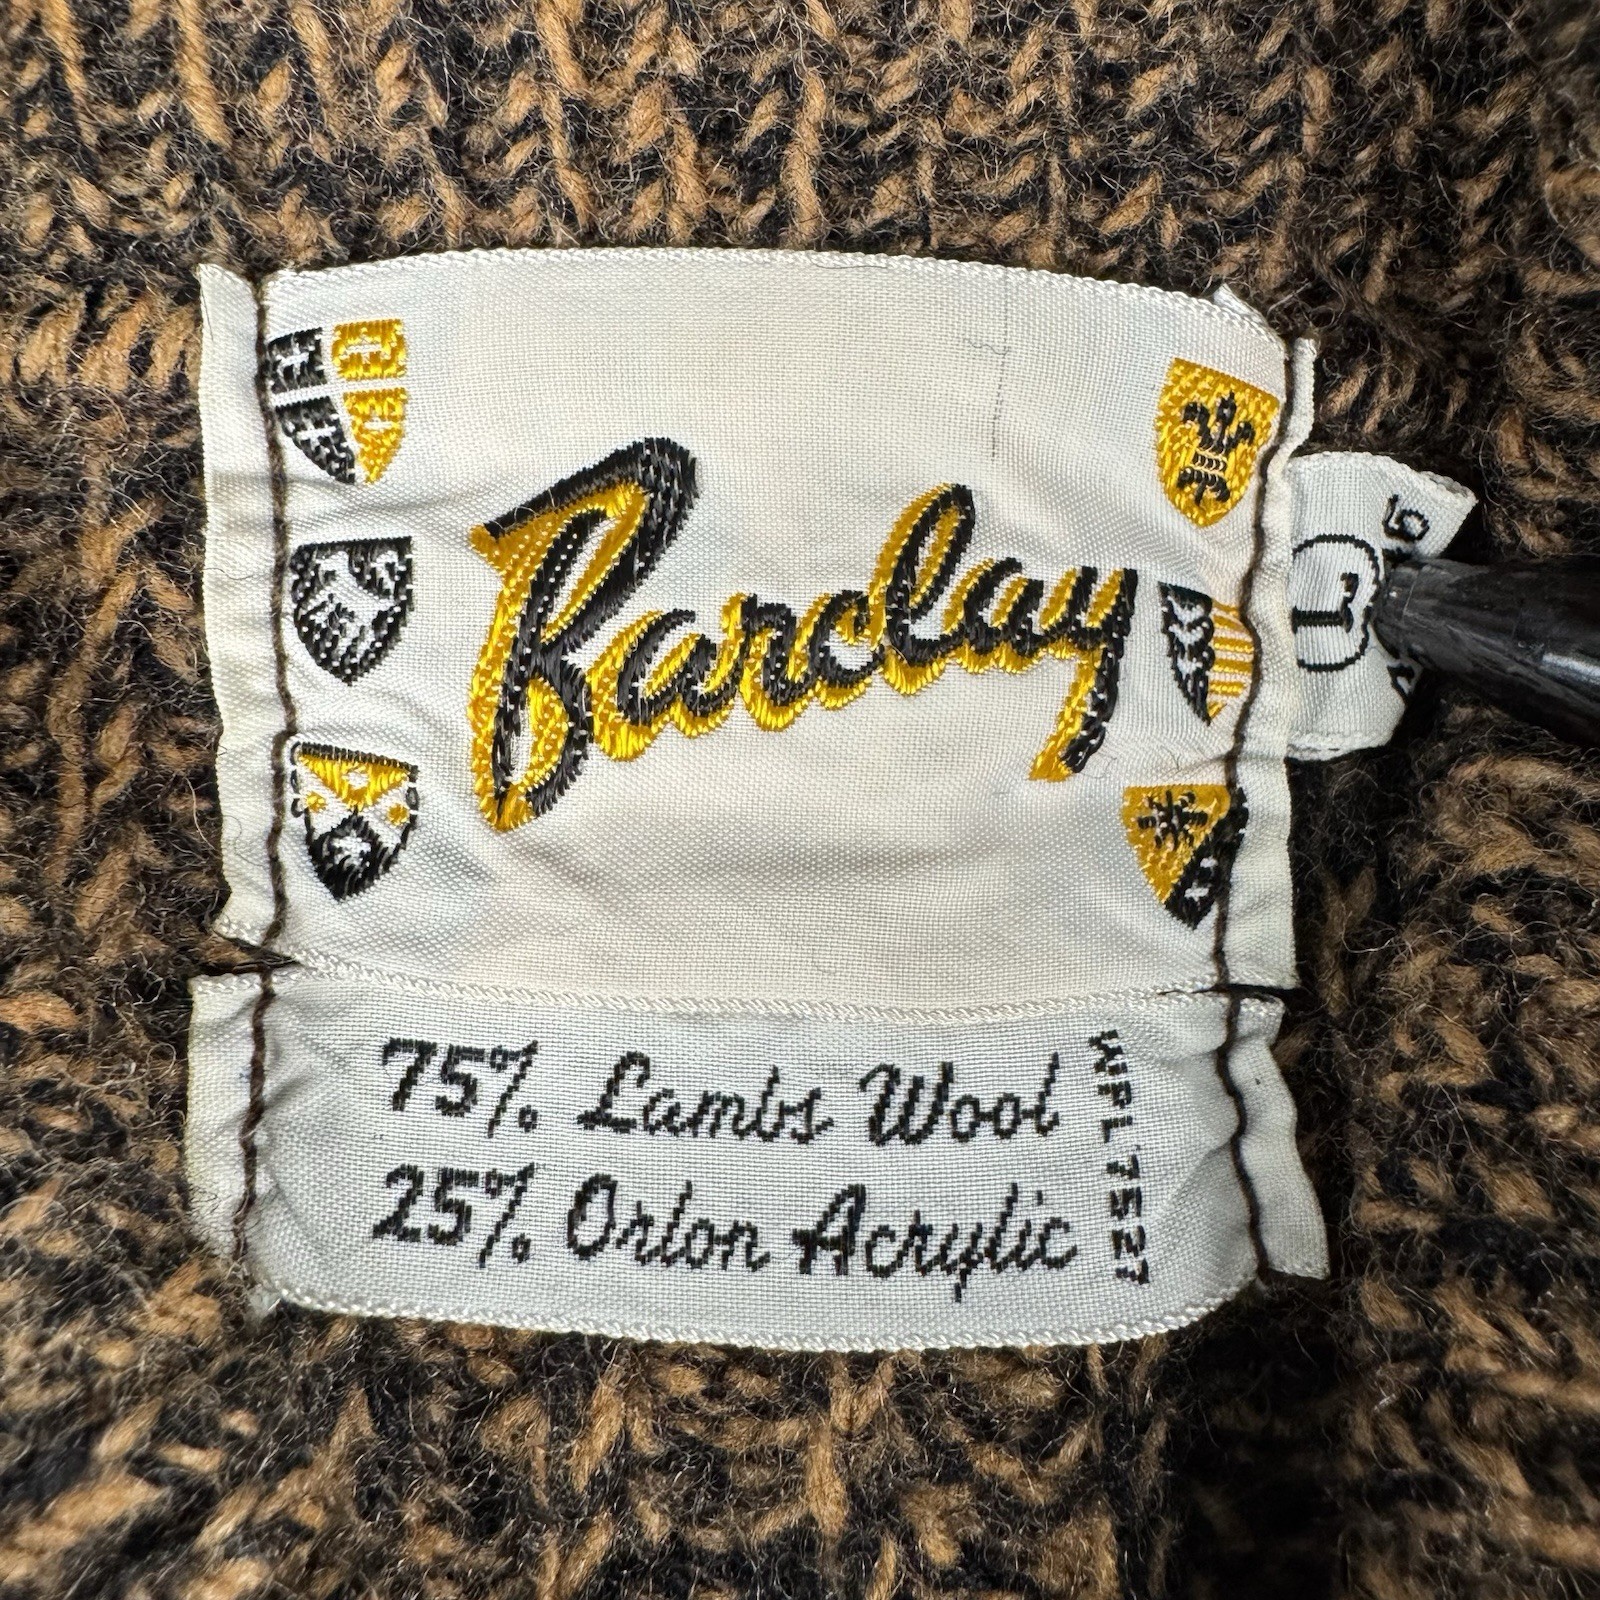 Barclay
L
75% Lambs Wool
25% Orlon Acrylic
WPL 7527